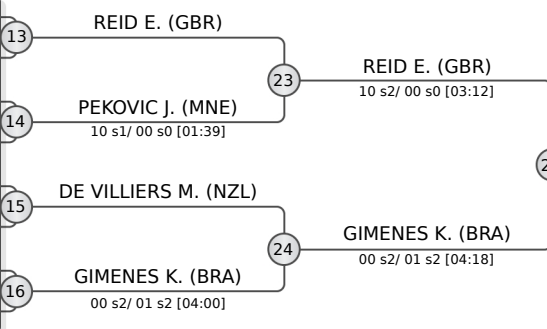 13
REID E. (GBR)
23
REID E. (GBR)
10 s2/ 00 s0 [03:12]
14
PEKOVIC J. (MNE)
10 s1/ 00 s0 [01:39]
15
DE VILLIERS M. (NZL)
24
GIMENES K. (BRA)
00 s2/ 01 s2 [04:18]
16
GIMENES K. (BRA)
00 s2/ 01 s2 [04:00]